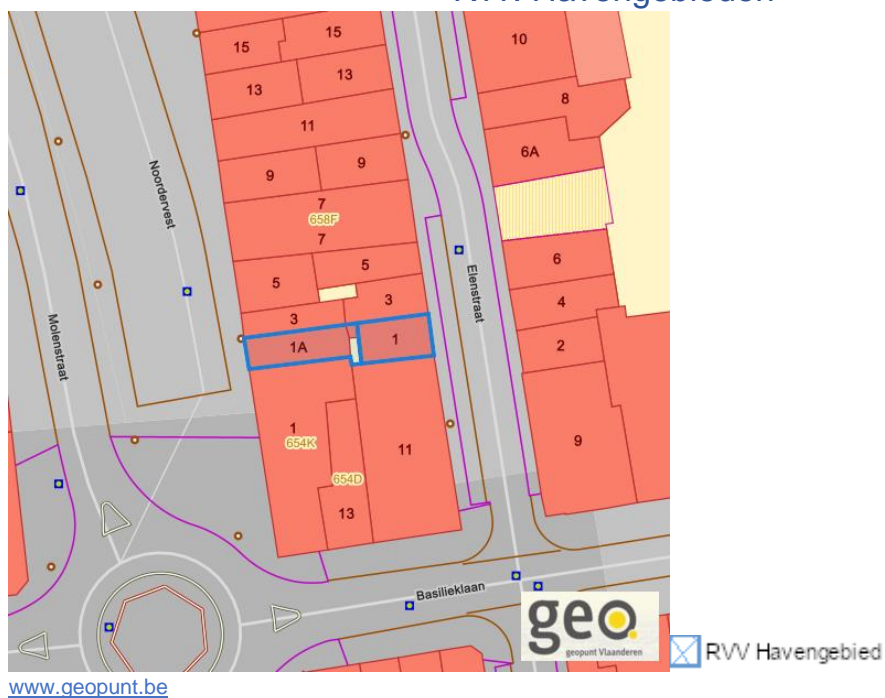 RVV Havengebieden
15
15
10
13
13
8
11
6A
9
9
Noordervest
7
658F
7
5
5
6
Elenstraat
3
3
4
Molenstraat
1A
1
2
1
654K
11
9
654D
13
Basilieklaan
geo
geopunt Vlaanderen
RVV Havengebied
www.geopunt.be